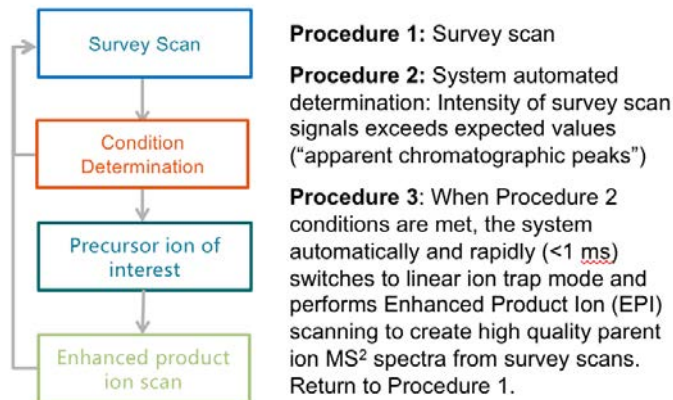 Survey Scan
Condition
Determination
Precursor ion of
interest
Enhanced product
ion scan
Procedure 1: Survey scan
Procedure 2: System automated
determination: Intensity of survey scan
signals exceeds expected values
(“apparent chromatographic peaks”)
Procedure 3: When Procedure 2
conditions are met, the system
automatically and rapidly (<1 ms)
switches to linear ion trap mode and
performs Enhanced Product Ion (EPI)
scanning to create high quality parent
ion MS² spectra from survey scans.
Return to Procedure 1.